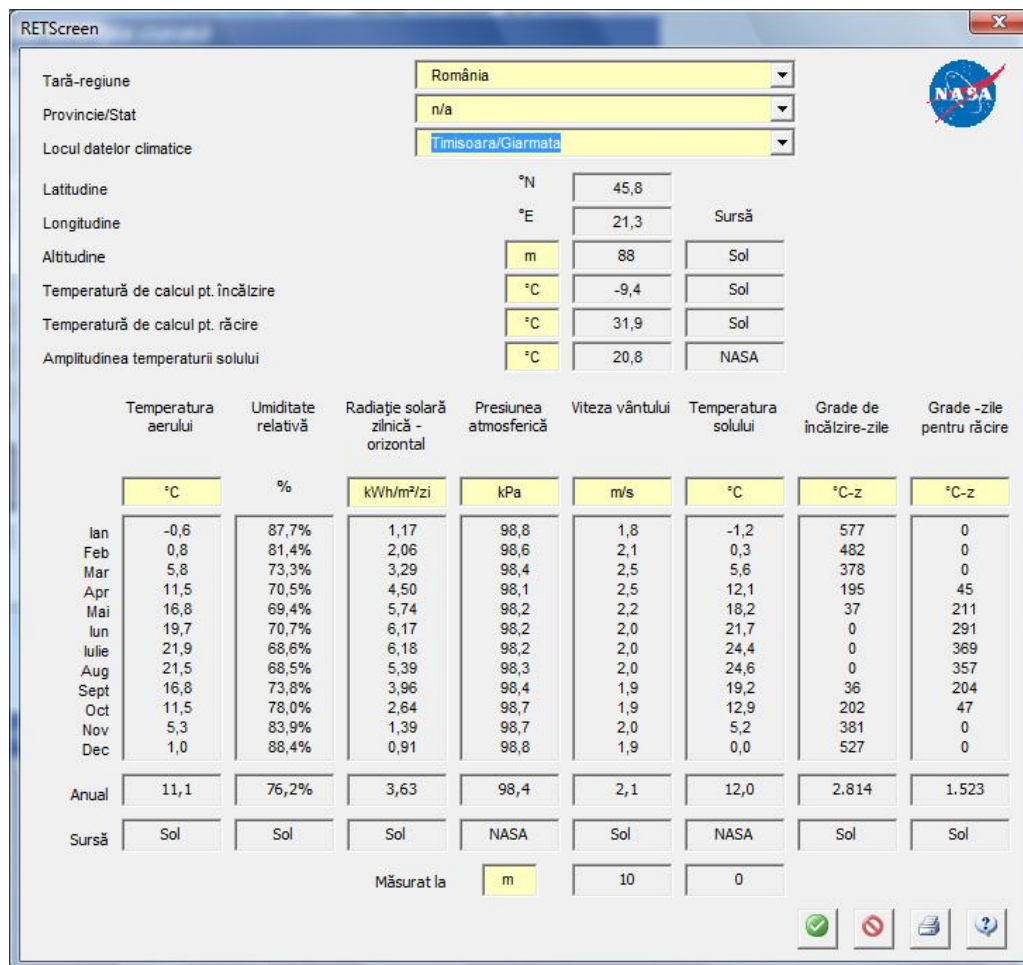 RETScreen
NASA
Tară-regiune România
Provincie/Stat n/a
Locul datelor climatice Timisoara/Giarmata
Latitudine °N 45,8
Longitudine °E 21,3 Sursă
Altitudine m 88 Sol
Temperatură de calcul pt. încălzire °C -9,4 Sol
Temperatură de calcul pt. răcire °C 31,9 Sol
Amplitudinea temperaturii solului °C 20,8 NASA
Temperatura Umiditate Radiaţie solară Presiunea Viteza vântului Temperatura Grade de Grade -zile
aerului relativă zilnică - atmosferică solului încălzire-zile pentru răcire
orizontal
°C % kWh/m²/zi kPa m/s °C °C-z °C-z
Ian -0,6 87,7% 1,17 98,8 1,8 -1,2 577 0
Feb 0,8 81,4% 2,06 98,6 2,1 0,3 482 0
Mar 5,8 73,3% 3,29 98,4 2,5 5,6 378 0
Apr 11,5 70,5% 4,50 98,1 2,5 12,1 195 45
Mai 16,8 69,4% 5,74 98,2 2,2 18,2 37 211
Iun 19,7 70,7% 6,17 98,2 2,0 21,7 0 291
Iulie 21,9 68,6% 6,18 98,2 2,0 24,4 0 369
Aug 21,5 68,5% 5,39 98,3 2,0 24,6 0 357
Sept 16,8 73,8% 3,96 98,4 1,9 19,2 36 204
Oct 11,5 78,0% 2,64 98,7 1,9 12,9 202 47
Nov 5,3 83,9% 1,39 98,7 2,0 5,2 381 0
Dec 1,0 88,4% 0,91 98,8 1,9 0,0 527 0
Anual 11,1 76,2% 3,63 98,4 2,1 12,0 2.814 1.523
Sursă Sol Sol Sol NASA Sol NASA Sol Sol
Măsurat la m 10 0